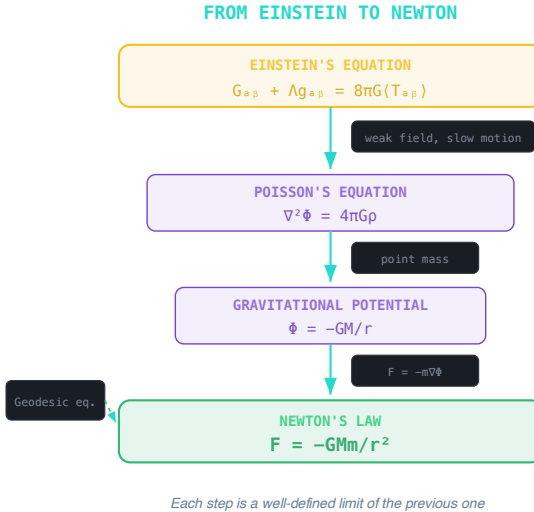 FROM EINSTEIN TO NEWTON
EINSTEIN'S EQUATION
Gₐᵦ + Λgₐᵦ = 8πG⟨Tₐᵦ⟩
weak field, slow motion
POISSON'S EQUATION
∇²Φ = 4πGρ
point mass
GRAVITATIONAL POTENTIAL
Φ = −GM/r
F = −m∇Φ
Geodesic eq.
NEWTON'S LAW
F = −GMm/r²
Each step is a well-defined limit of the previous one